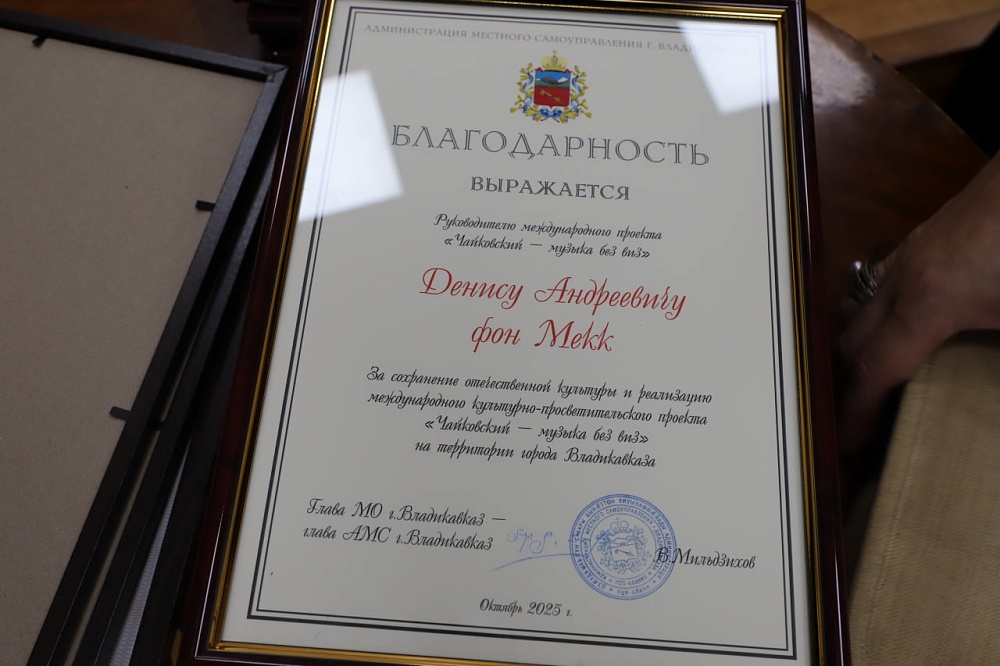 АДМИНИСТРАЦИЯ МЕСТНОГО САМОУПРАВЛЕНИЯ Г.
БЛАГОДАРНОСТЬ
ВЫРАЖАЕТСЯ
Руководителю международного проекта
«Чайковский — музыка без виз»
Денису Андреевичу
фон Мекк
За сохранение отечественной культуры и реализацию
международного культурно-просветительского проекта
«Чайковский — музыка без виз»
на территории города Владикавказа
Глава МО г.Владикавказ —
глава АМС г.Владикавказ
В.Мильдзихов
Октябрь 2025 г.